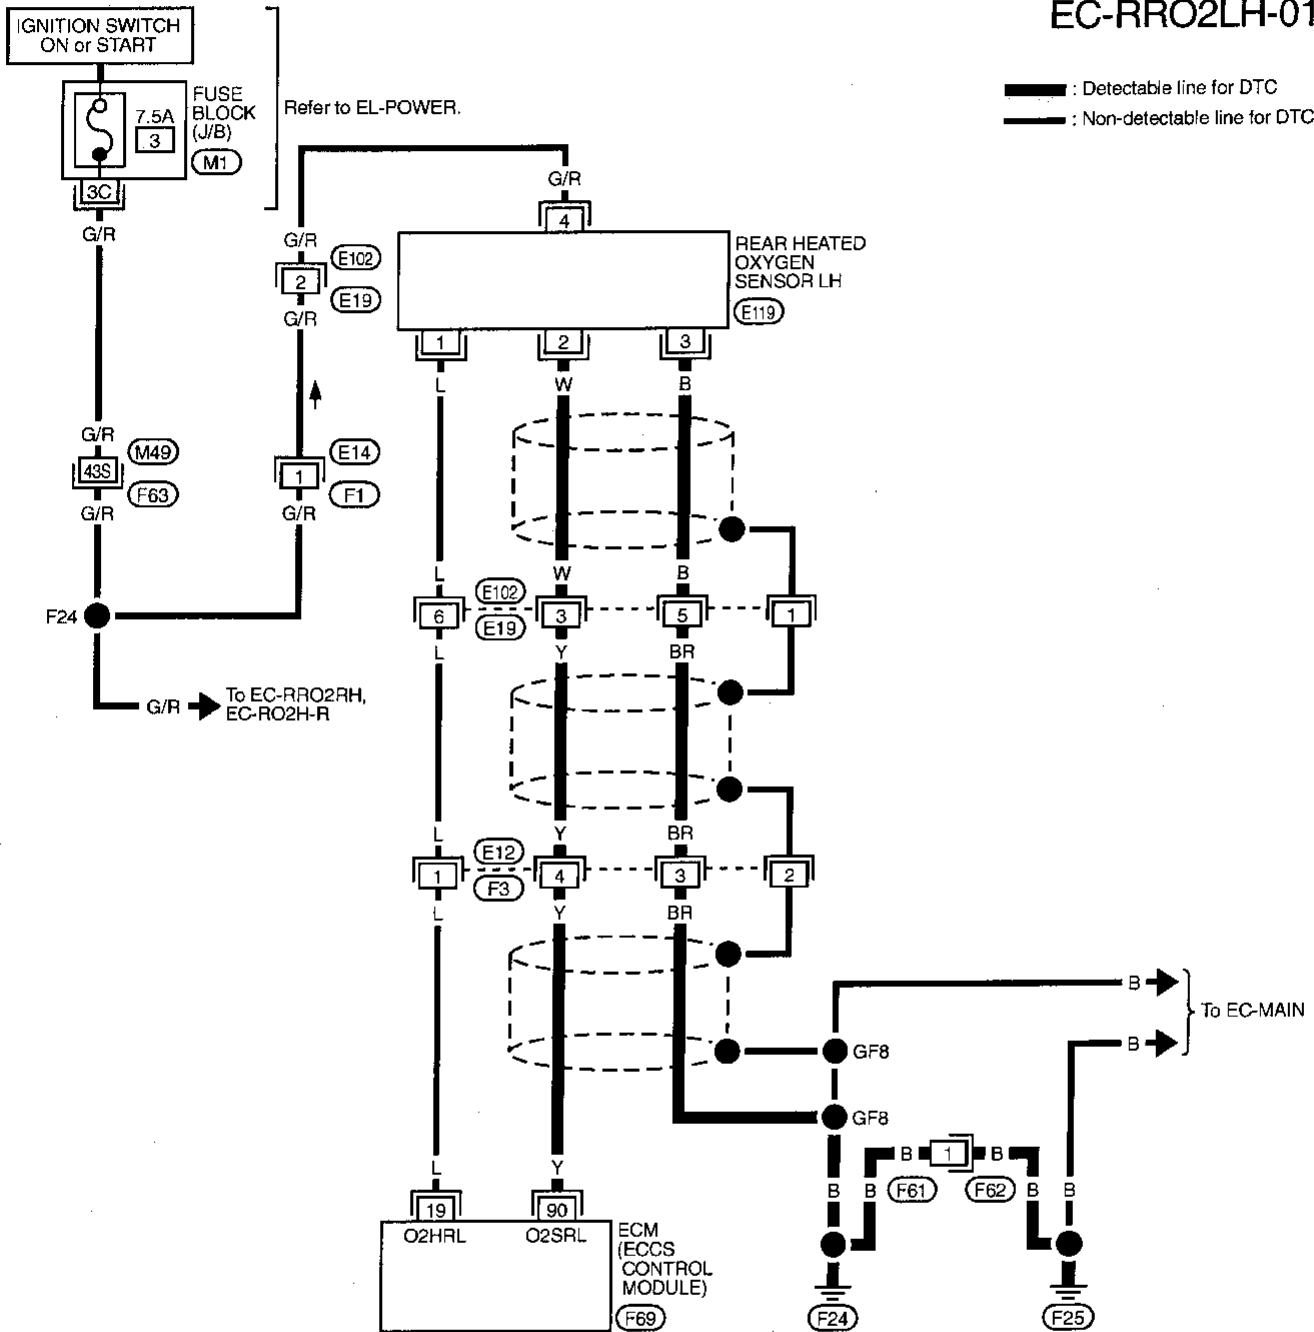 EC-RRO2LH-01
IGNITION SWITCH
ON or START
FUSE
BLOCK
(J/B)
7.5A
3
M1
3C
Refer to EL-POWER.
: Detectable line for DTC
: Non-detectable line for DTC
G/R
4
G/R
G/R
E102
2
E19
G/R
REAR HEATED
OXYGEN
SENSOR LH
E119
1
2
3
L
W
B
G/R
M49
43S
F63
G/R
E14
1
F1
G/R
L
W
B
E102
6
3
5
1
E19
L
Y
BR
F24
G/R
To EC-RRO2RH,
EC-RO2H-R
L
Y
BR
E12
1
4
3
2
F3
L
Y
BR
B
To EC-MAIN
B
GF8
GF8
B
1
B
B
B
F61
F62
B
B
L
Y
19
90
O2HRL
O2SRL
ECM
(ECCS
CONTROL
MODULE)
F69
F24
F25